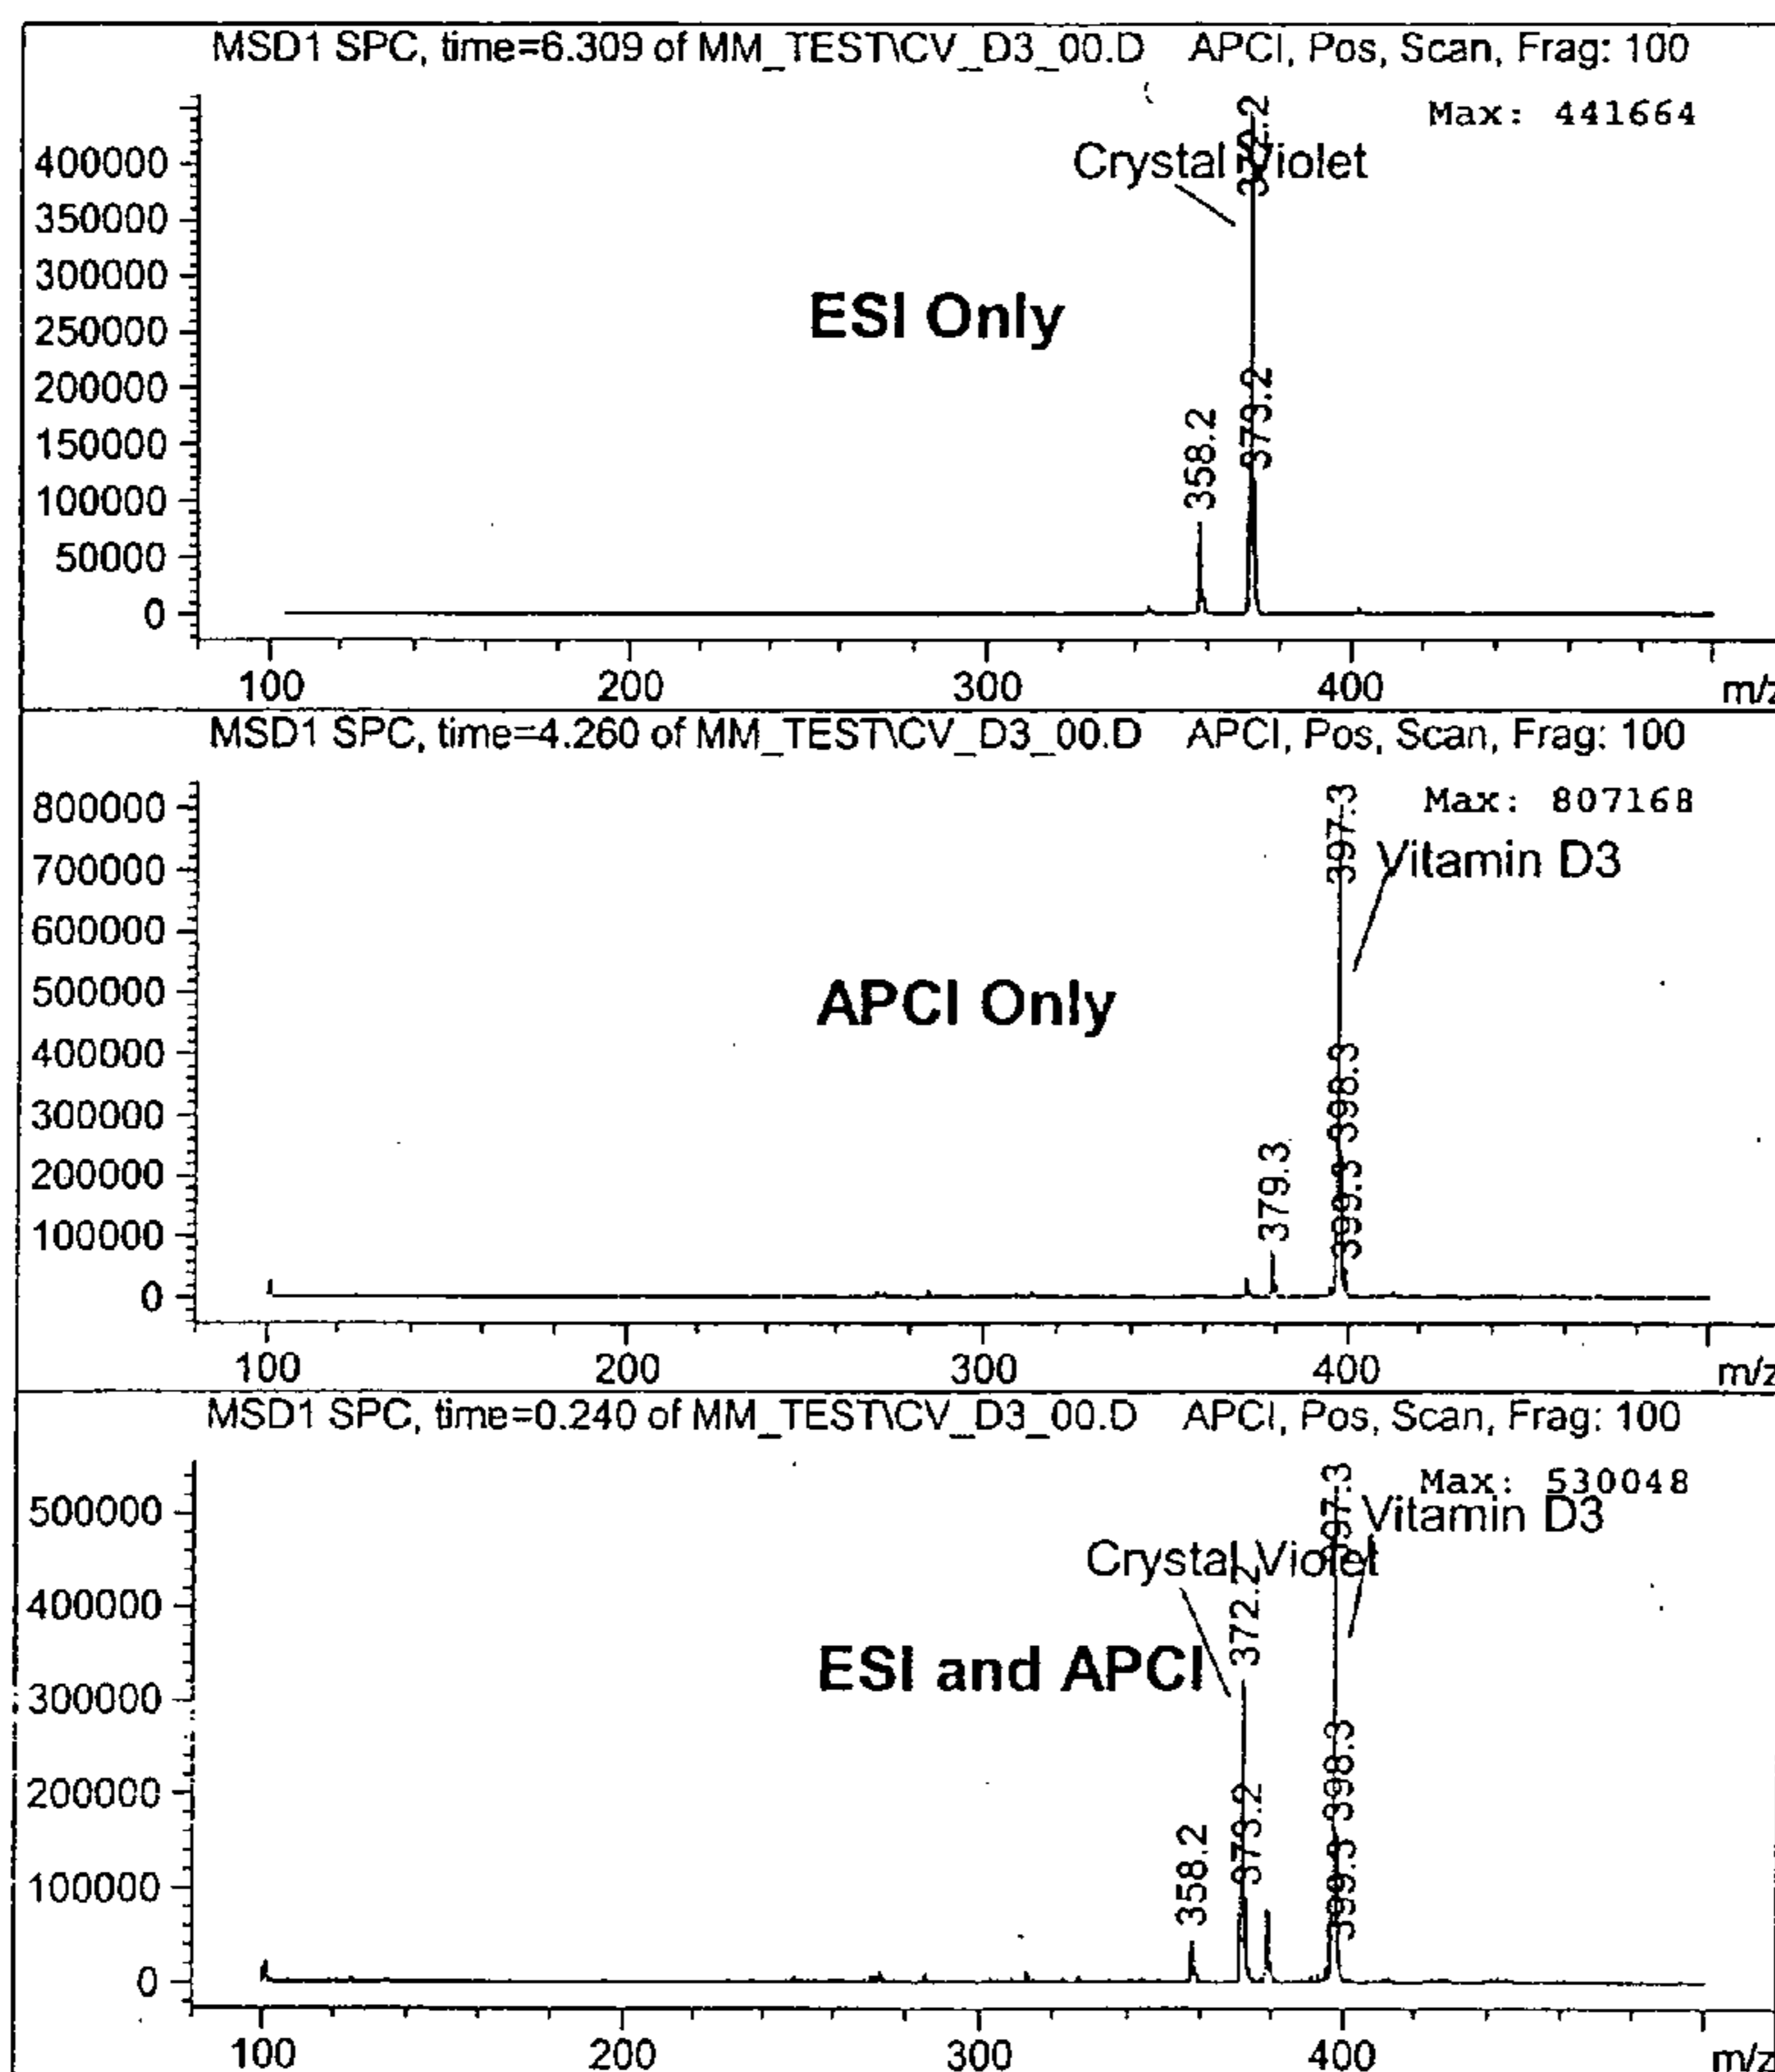 MSD1 SPC, time=6.309 of MM_TEST\CV_D3_00.D APCI, Pos, Scan, Frag: 100
Max: 441664
372.2
Crystal Violet
400000
350000
300000
ESI Only
250000
200000
373.2
358.2
150000
100000
50000
0
100 200 300 400 m/z
MSD1 SPC, time=4.260 of MM_TEST\CV_D3_00.D APCI, Pos, Scan, Frag: 100
Max: 807168
397.3
Vitamin D3
800000
700000
600000
APCI Only
500000
400000
398.3
300000
379.3
399.3
200000
100000
0
100 200 300 400 m/z
MSD1 SPC, time=0.240 of MM_TEST\CV_D3_00.D APCI, Pos, Scan, Frag: 100
Max: 530048
397.3
Vitamin D3
500000
Crystal Violet
372.2
400000
ESI and APCI
300000
398.3
373.2
200000
358.2
399.3
100000
0
100 200 300 400 m/z